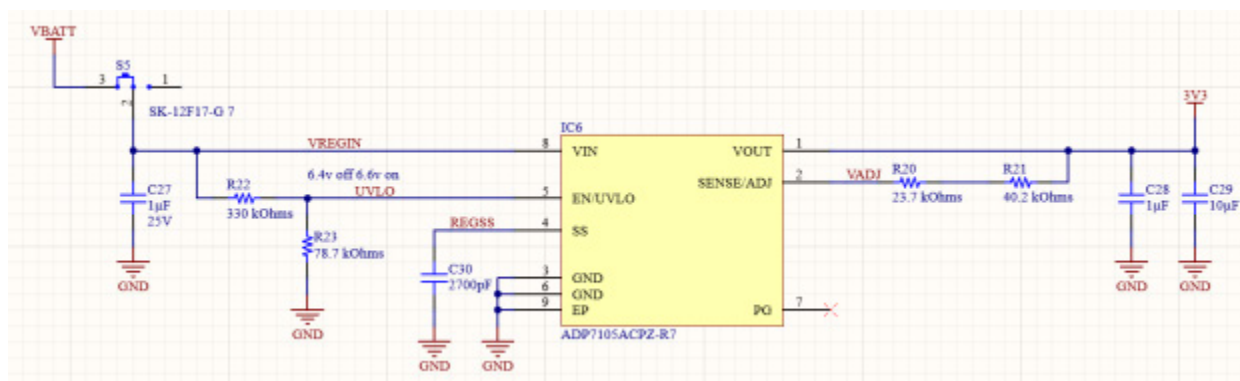 VBATT
S5
3
1
2
SK-12F17-G 7
IC6
3V3
VREGIN
8
VIN
VOUT
1
C27
1µF
25V
R22
330 kOhms
6.4v off 6.6v on
UVLO
5
EN/UVLO
SENSE/ADJ
2
VADJ
R20
23.7 kOhms
R21
40.2 kOhms
C28
1µF
C29
10µF
REGSS
4
SS
R23
78.7 kOhms
C30
2700pF
3
GND
6
GND
9
EP
PG
7
ADP7105ACPZ-R7
GND
GND
GND
GND
GND
GND